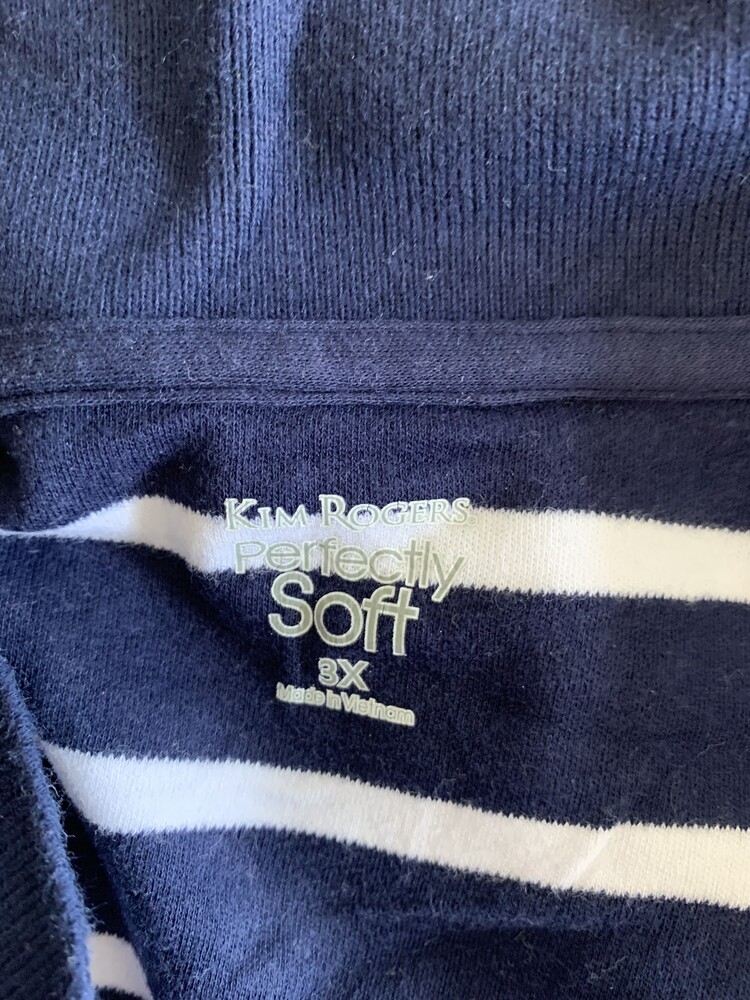 KIM ROGERS
Perfectly
Soft
3X
Made in Vietnam